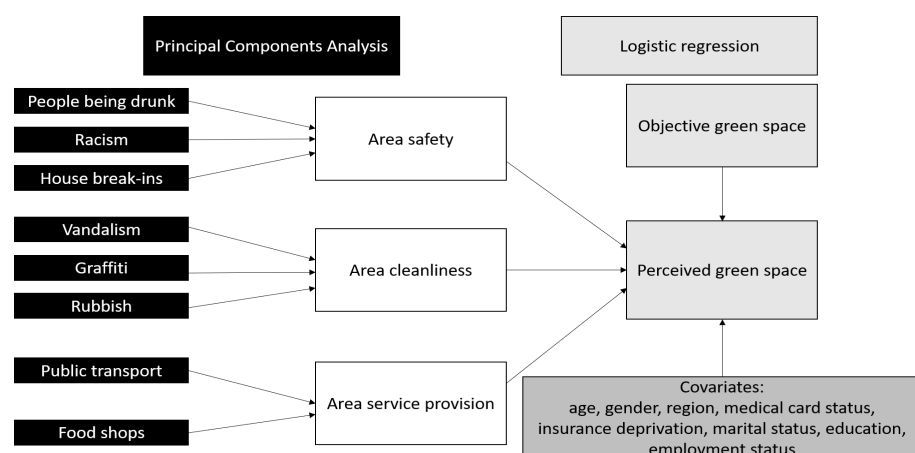 Principal Components Analysis
Logistic regression
People being drunk
Racism
House break-ins
Area safety
Objective green space
Vandalism
Graffiti
Rubbish
Area cleanliness
Perceived green space
Public transport
Food shops
Area service provision
Covariates:
age, gender, region, medical card status,
insurance deprivation, marital status, education,
employment status